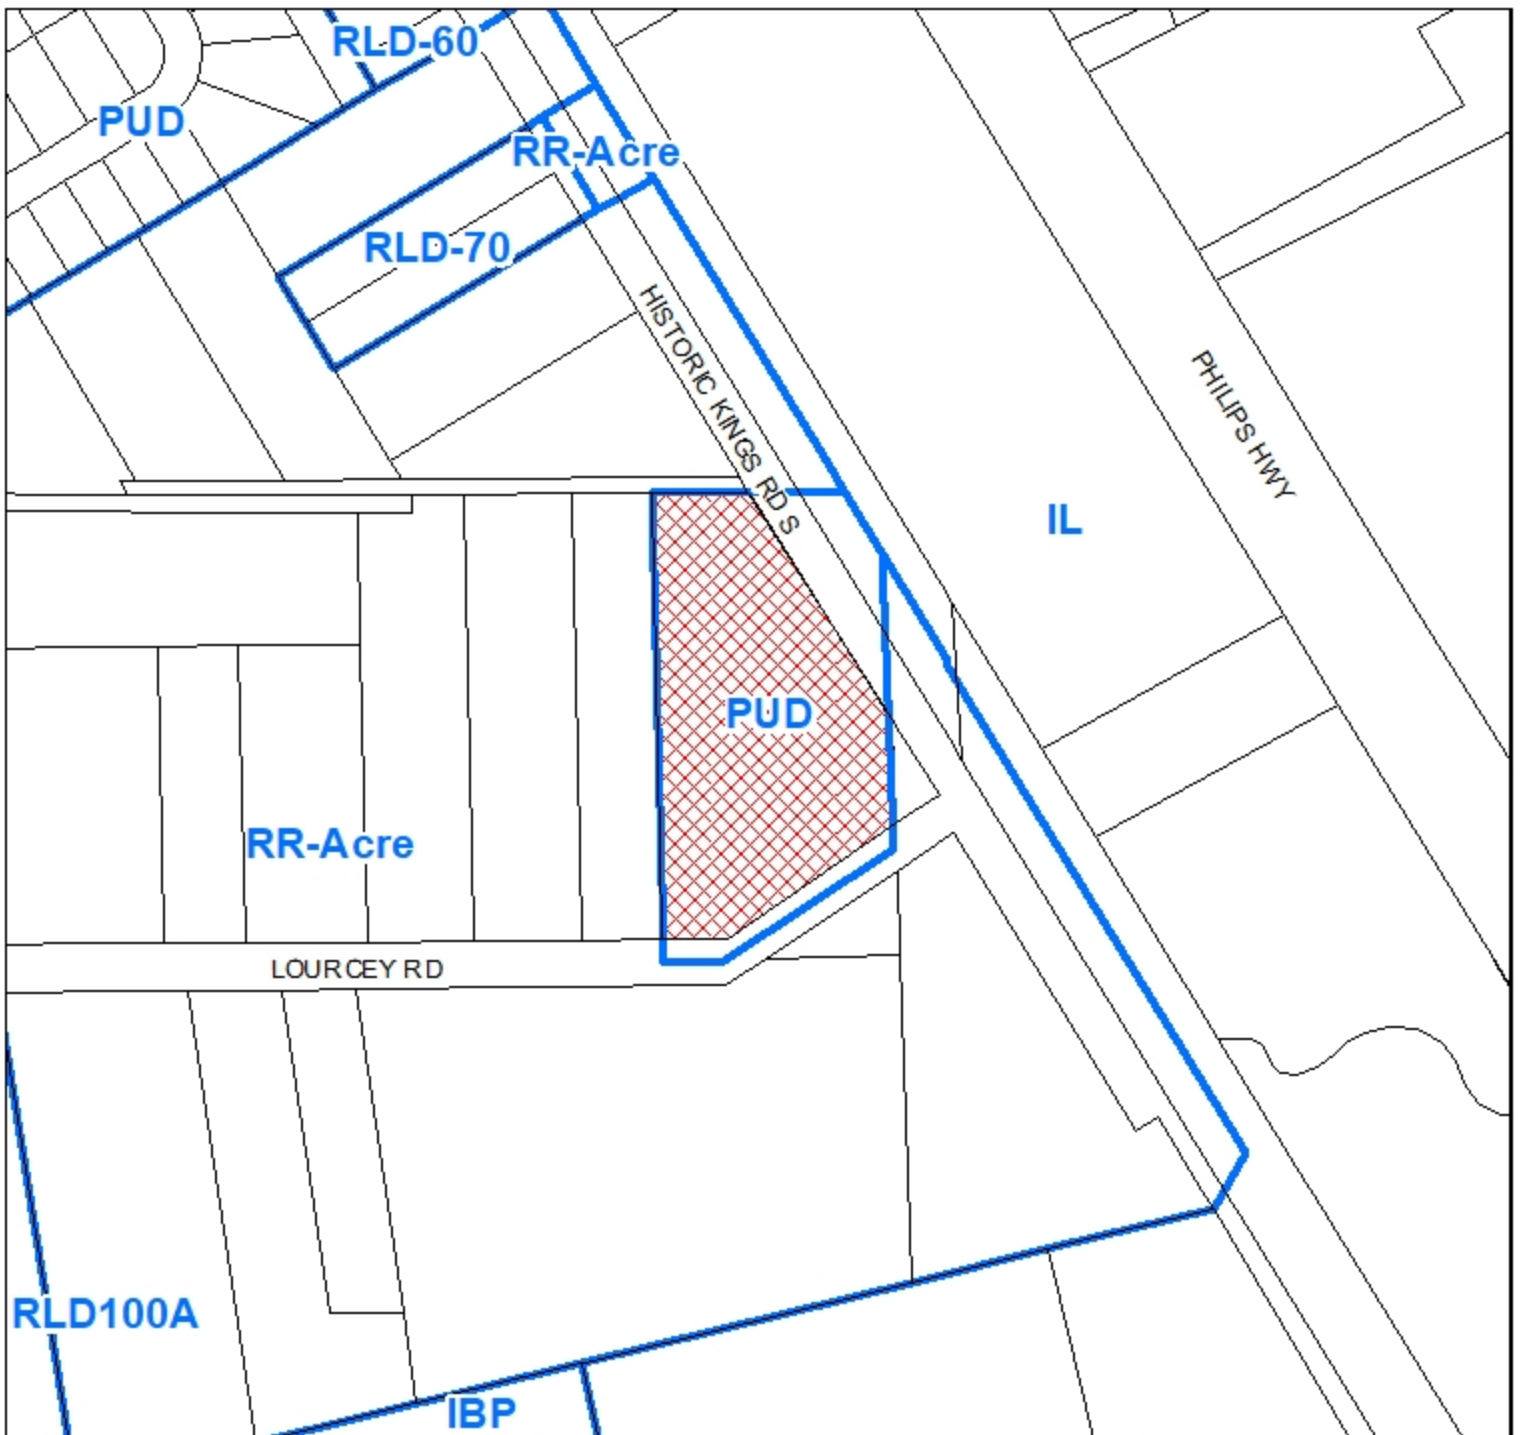 RLD-60
PUD
RR-Acre
RLD-70
HISTORIC KINGS RD S
PHILIPS HWY
IL
PUD
RR-Acre
LOURCEY RD
RLD100A
IBP